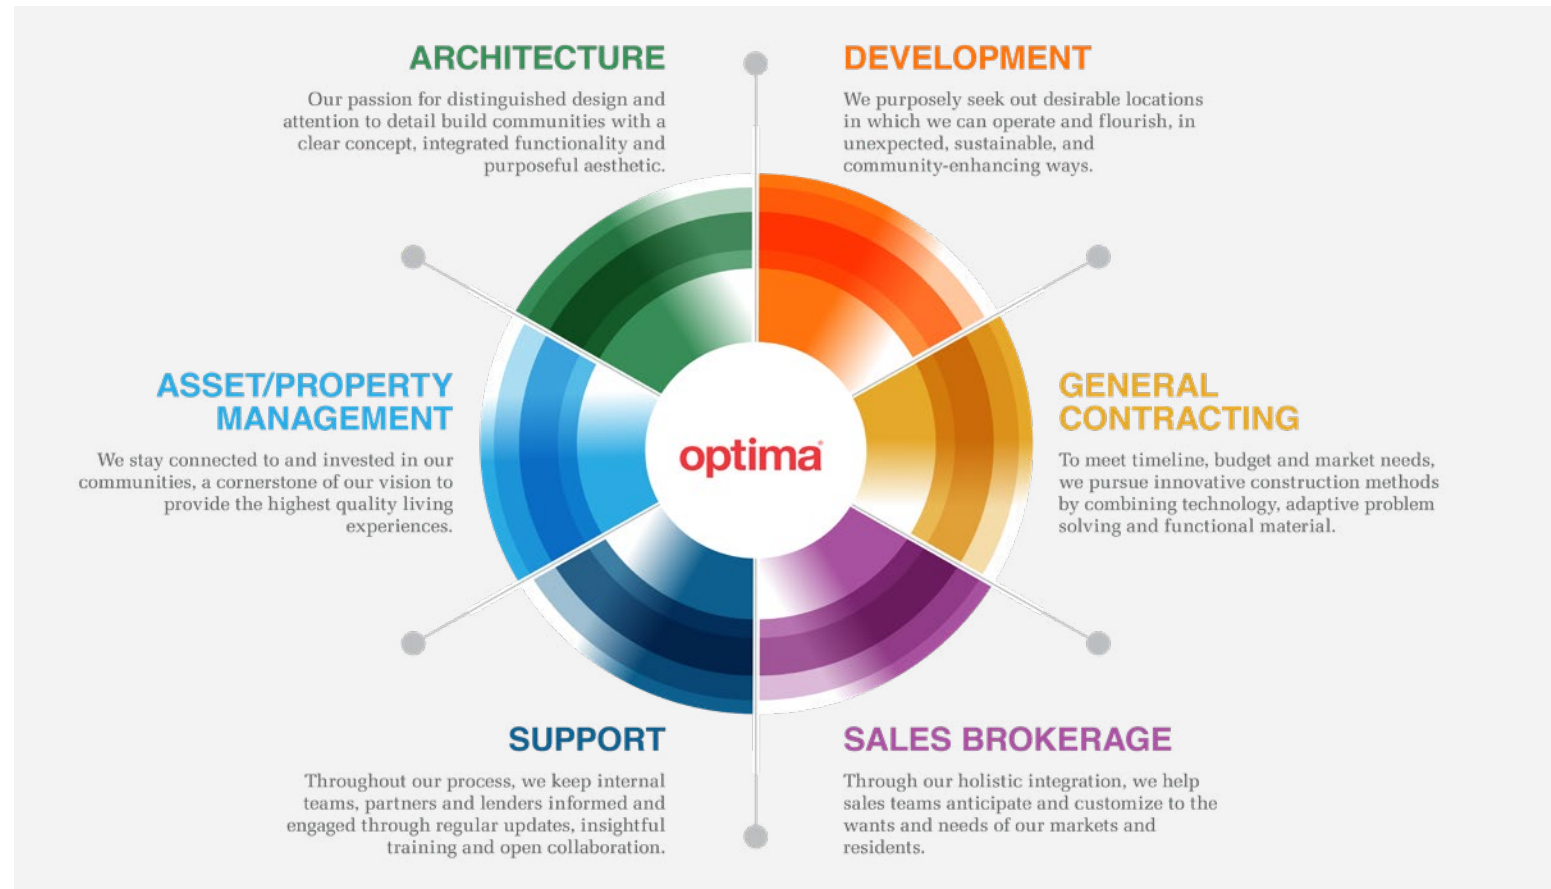 ARCHITECTURE
Our passion for distinguished design and
attention to detail build communities with a
clear concept, integrated functionality and
purposeful aesthetic.
DEVELOPMENT
We purposely seek out desirable locations
in which we can operate and flourish, in
unexpected, sustainable, and
community-enhancing ways.
ASSET/PROPERTY
MANAGEMENT
We stay connected to and invested in our
communities, a cornerstone of our vision to
provide the highest quality living
experiences.
optima®
GENERAL
CONTRACTING
To meet timeline, budget and market needs,
we pursue innovative construction methods
by combining technology, adaptive problem
solving and functional material.
SUPPORT
Throughout our process, we keep internal
teams, partners and lenders informed and
engaged through regular updates, insightful
training and open collaboration.
SALES BROKERAGE
Through our holistic integration, we help
sales teams anticipate and customize to the
wants and needs of our markets and
residents.